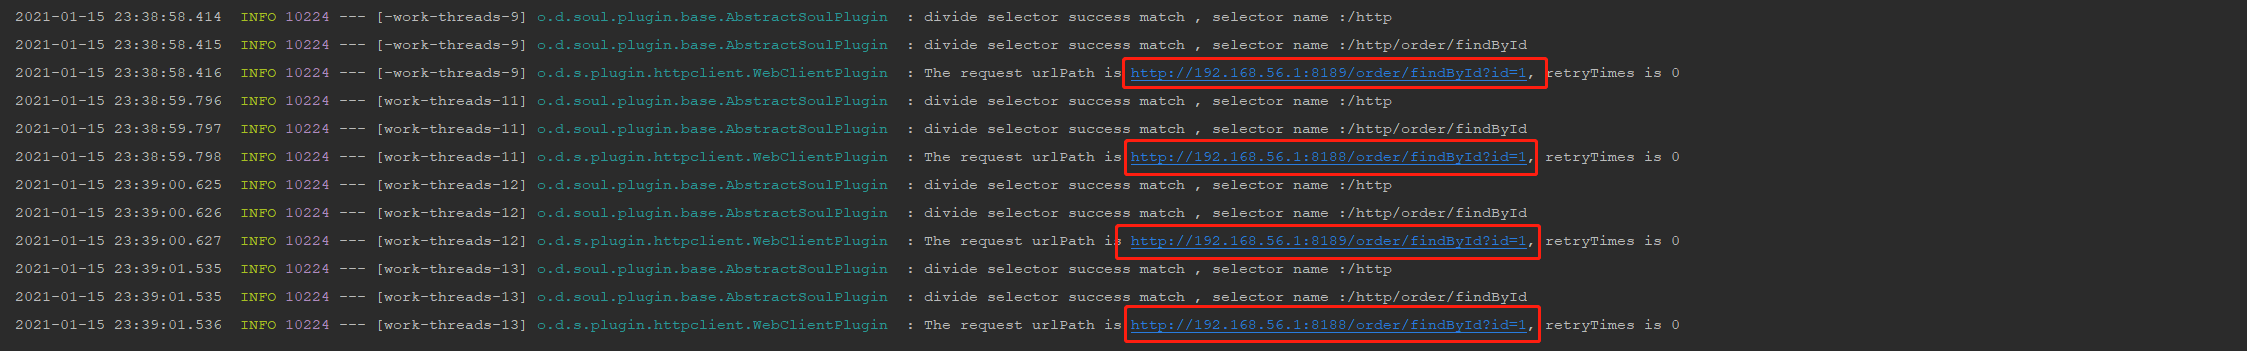 2021-01-15 23:38:58.414  INFO 10224 --- [-work-threads-9] o.d.soul.plugin.base.AbstractSoulPlugin  : divide selector success match , selector name :/http
2021-01-15 23:38:58.415  INFO 10224 --- [-work-threads-9] o.d.soul.plugin.base.AbstractSoulPlugin  : divide selector success match , selector name :/http/order/findById
2021-01-15 23:38:58.416  INFO 10224 --- [-work-threads-9] o.d.s.plugin.httpclient.WebClientPlugin  : The request urlPath is http://192.168.56.1:8189/order/findById?id=1, retryTimes is 0
2021-01-15 23:38:59.796  INFO 10224 --- [work-threads-11] o.d.soul.plugin.base.AbstractSoulPlugin  : divide selector success match , selector name :/http
2021-01-15 23:38:59.797  INFO 10224 --- [work-threads-11] o.d.soul.plugin.base.AbstractSoulPlugin  : divide selector success match , selector name :/http/order/findById
2021-01-15 23:38:59.798  INFO 10224 --- [work-threads-11] o.d.s.plugin.httpclient.WebClientPlugin  : The request urlPath is http://192.168.56.1:8188/order/findById?id=1, retryTimes is 0
2021-01-15 23:39:00.625  INFO 10224 --- [work-threads-12] o.d.soul.plugin.base.AbstractSoulPlugin  : divide selector success match , selector name :/http
2021-01-15 23:39:00.626  INFO 10224 --- [work-threads-12] o.d.soul.plugin.base.AbstractSoulPlugin  : divide selector success match , selector name :/http/order/findById
2021-01-15 23:39:00.627  INFO 10224 --- [work-threads-12] o.d.s.plugin.httpclient.WebClientPlugin  : The request urlPath is http://192.168.56.1:8189/order/findById?id=1, retryTimes is 0
2021-01-15 23:39:01.535  INFO 10224 --- [work-threads-13] o.d.soul.plugin.base.AbstractSoulPlugin  : divide selector success match , selector name :/http
2021-01-15 23:39:01.535  INFO 10224 --- [work-threads-13] o.d.soul.plugin.base.AbstractSoulPlugin  : divide selector success match , selector name :/http/order/findById
2021-01-15 23:39:01.536  INFO 10224 --- [work-threads-13] o.d.s.plugin.httpclient.WebClientPlugin  : The request urlPath is http://192.168.56.1:8188/order/findById?id=1, retryTimes is 0